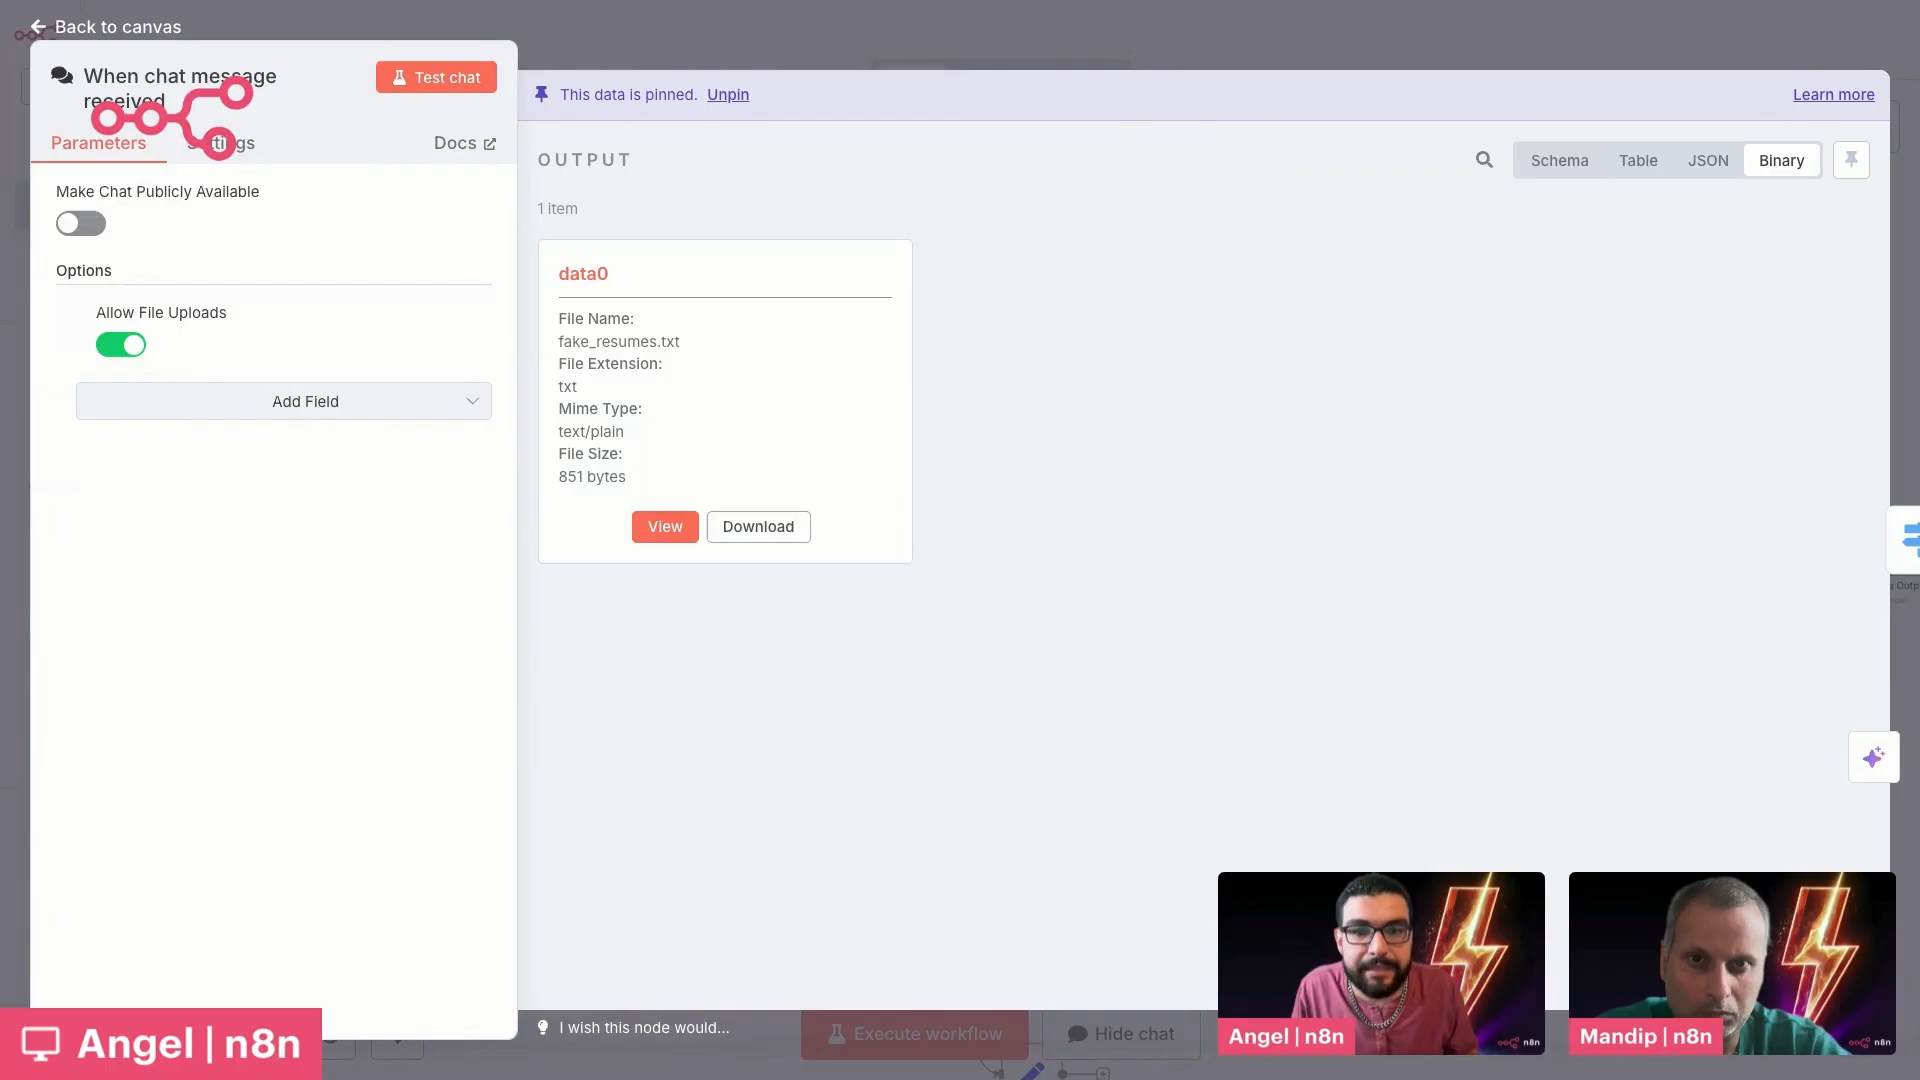 Back to canvas
When chat message
received
Test chat
Parameters
Settings
Docs
Make Chat Publicly Available
Options
Allow File Uploads
Add Field
This data is pinned. Unpin
Learn more
OUTPUT
Schema
Table
JSON
Binary
1 item
data0
File Name:
fake_resumes.txt
File Extension:
txt
Mime Type:
text/plain
File Size:
851 bytes
View
Download
I wish this node would...
Execute workflow
Hide chat
Angel | n8n
n8n
Mandip | n8n
n8n
Angel | n8n